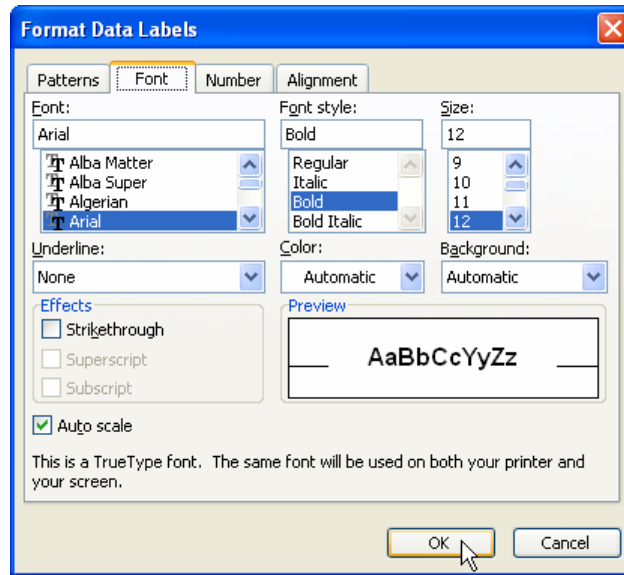 Format Data Labels
Patterns Font Number Alignment
Font: Font style: Size:
Arial Bold 12
Alba Matter Regular 9
Alba Super Italic 10
Algerian Bold 11
Arial Bold Italic 12
Underline: Color: Background:
None Automatic Automatic
Effects Preview
Strikethrough
AaBbCcYyZz
Superscript
Subscript
Auto scale
This is a TrueType font. The same font will be used on both your printer and
your screen.
OK Cancel